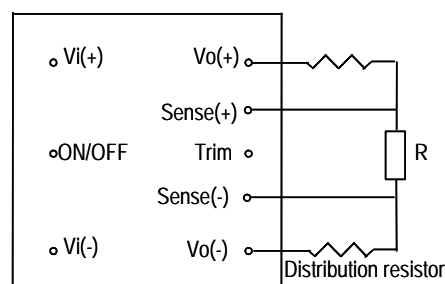 Vi(+) Vo(+)
Sense(+)
ON/OFF Trim R
Sense(-)
Vi(-) Vo(-)
Distribution resistor